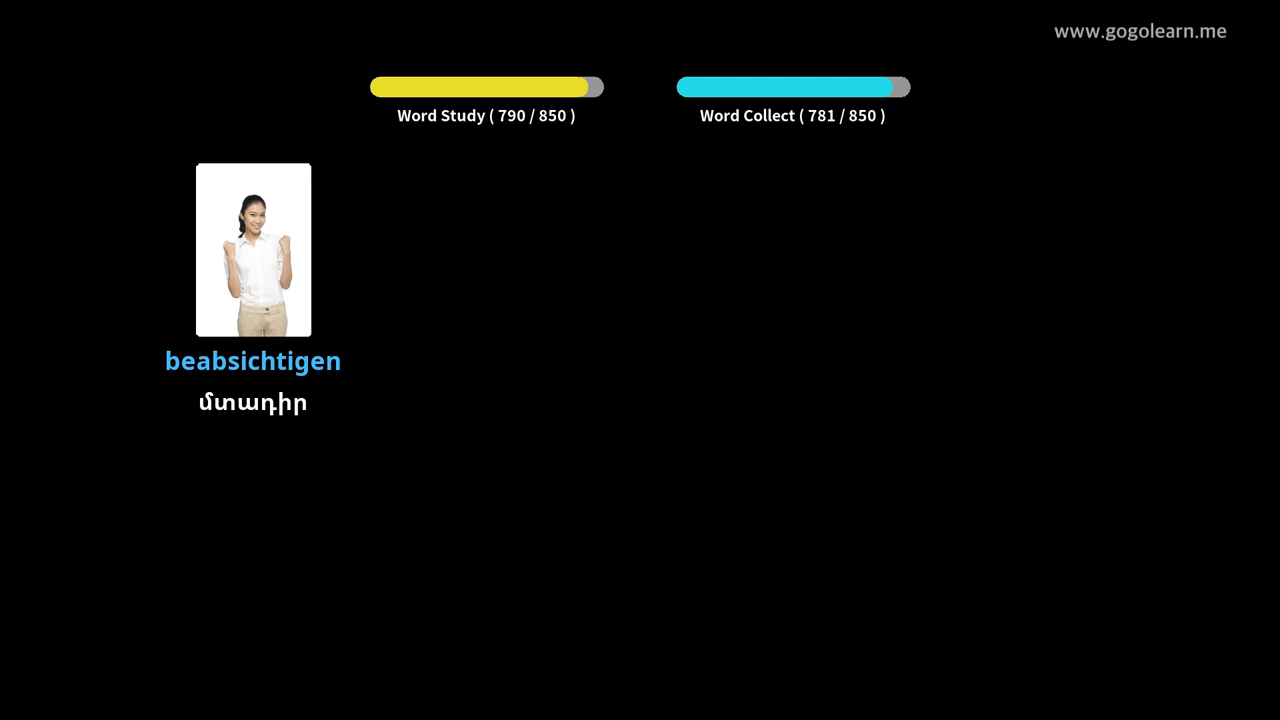 www.gogolearn.me
Word Study ( 790 / 850 )
Word Collect ( 781 / 850 )
beabsichtigen
մտադիր